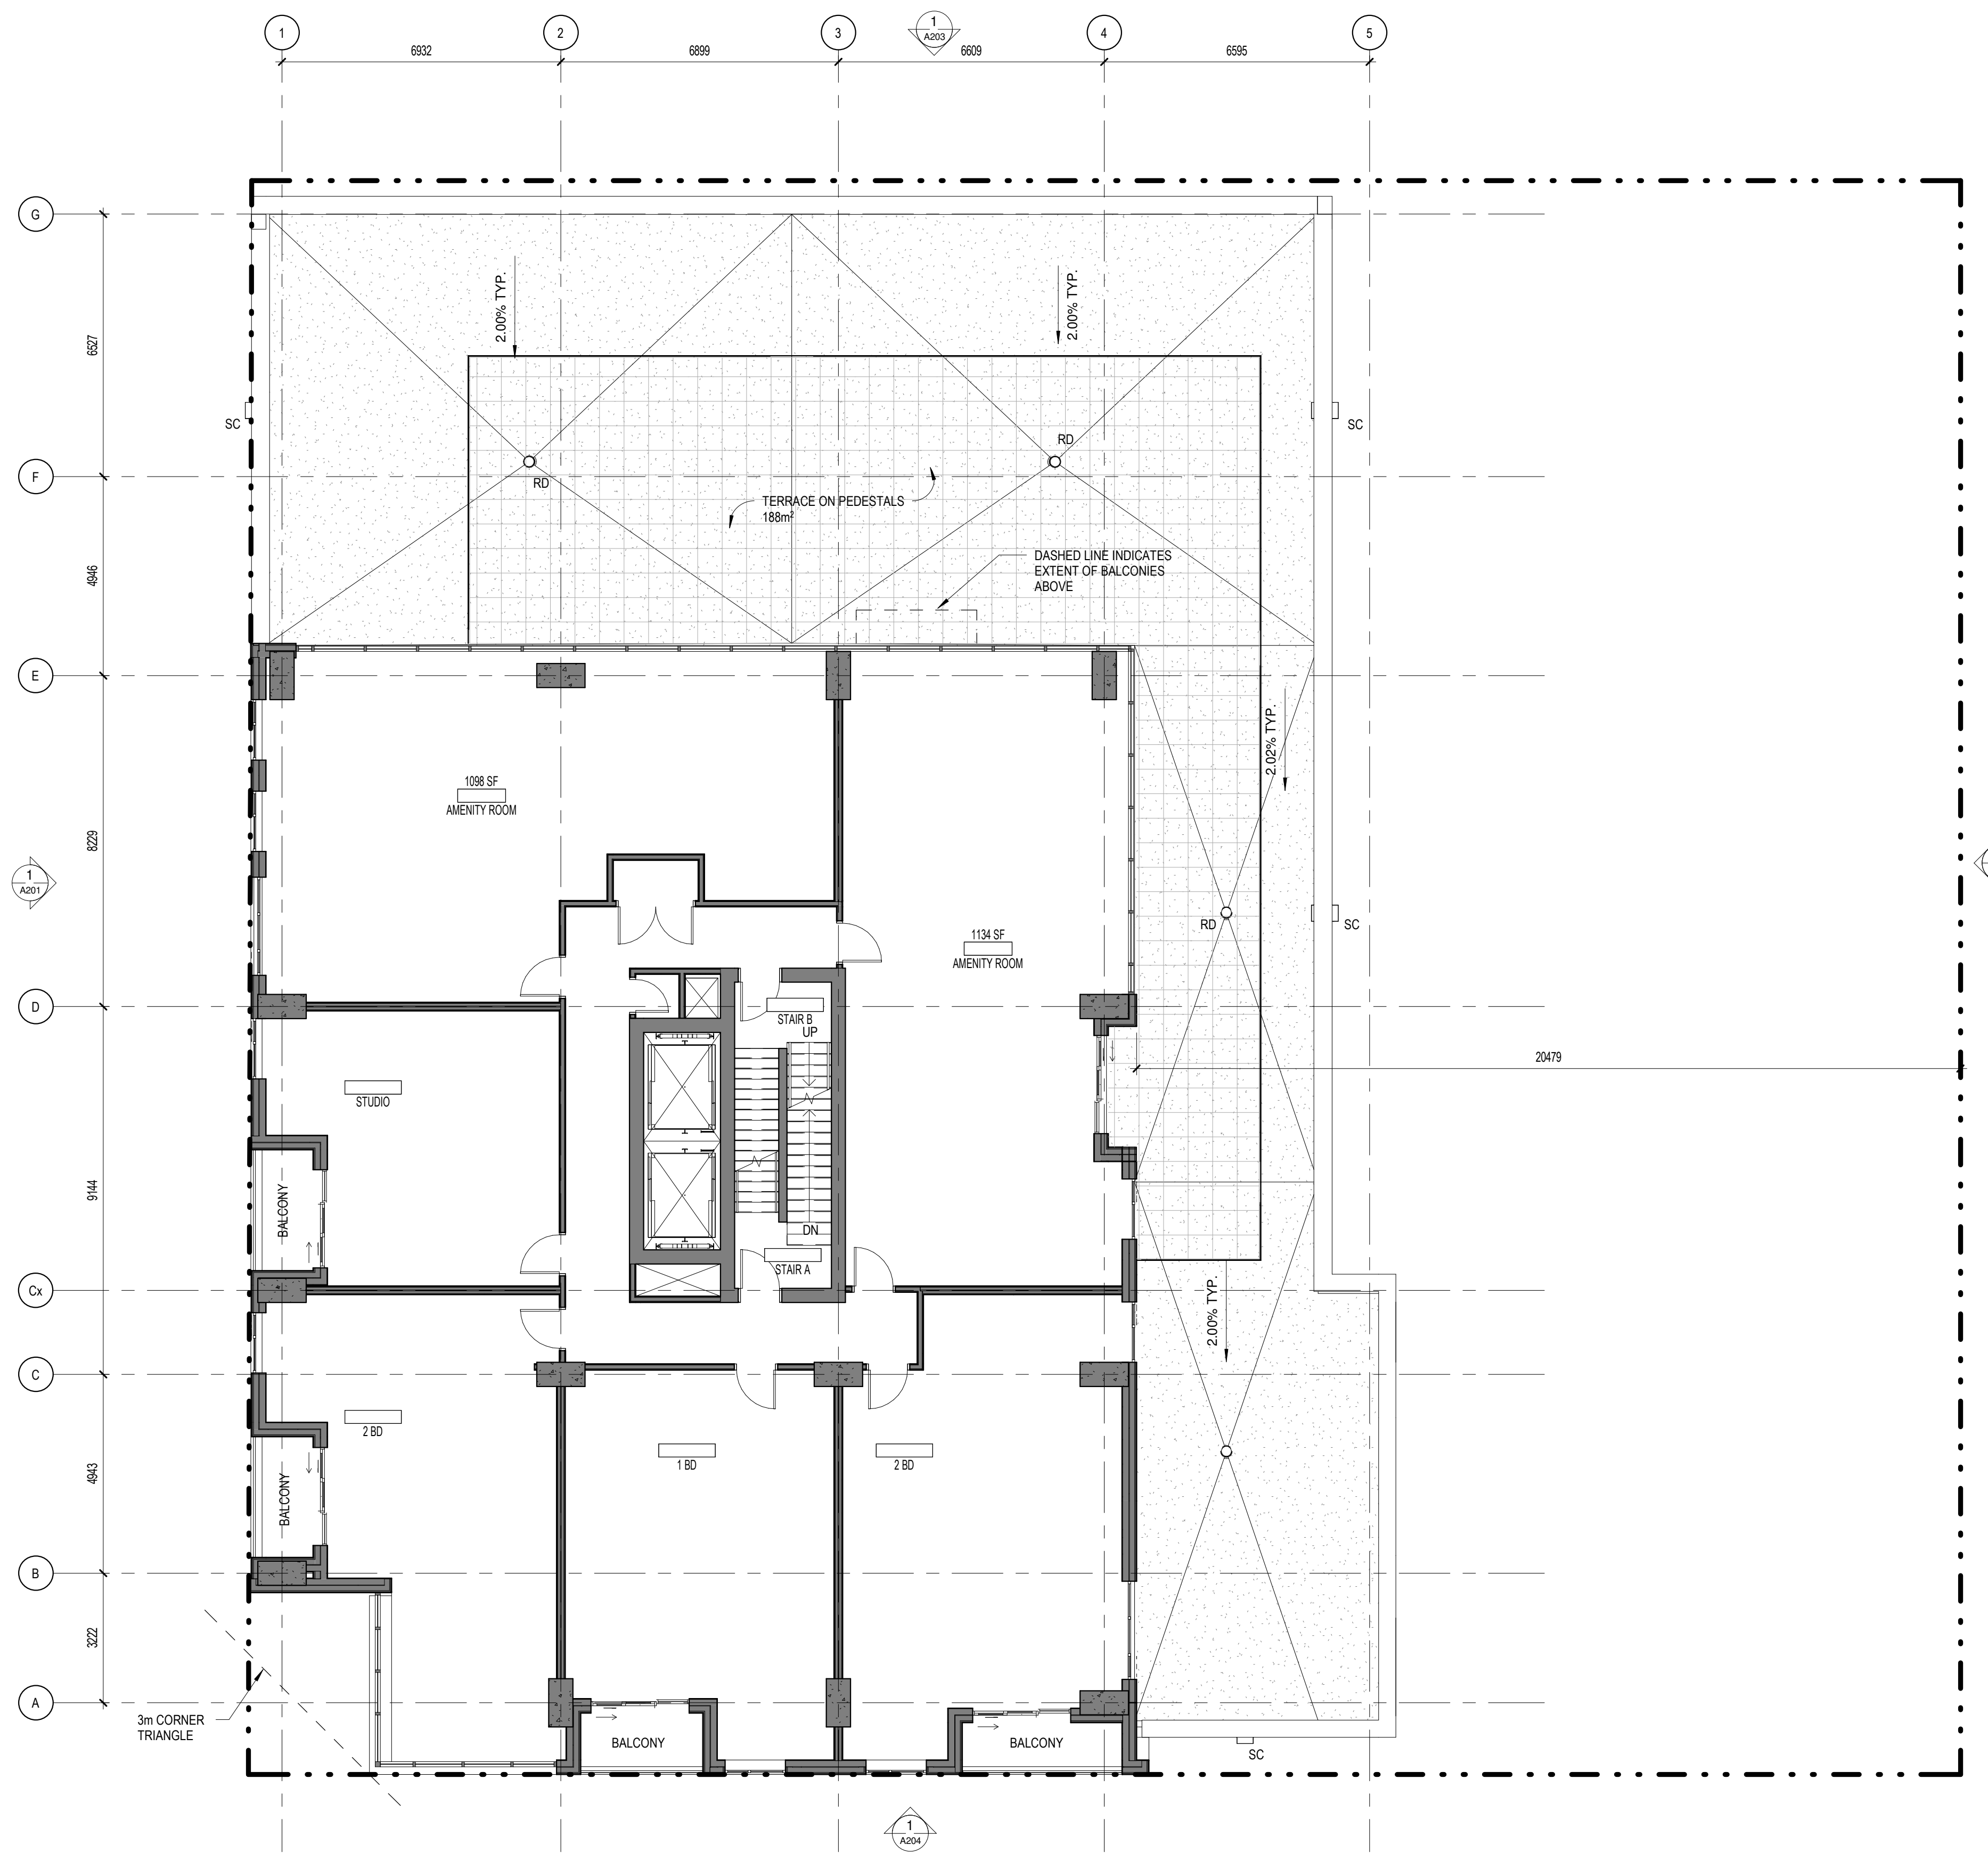 1
2
3
4
5
1
A203
6932
6899
6609
6595
G
F
E
D
Cx
C
B
A
6527
4946
8229
9144
4943
3222
1
A201
2.00% TYP.
2.00% TYP.
SC
SC
RD
RD
TERRACE ON PEDESTALS
188m²
DASHED LINE INDICATES
EXTENT OF BALCONIES
ABOVE
2.02% TYP.
1098 SF
AMENITY ROOM
1134 SF
AMENITY ROOM
RD
SC
STAIR B
UP
20479
STUDIO
BALCONY
DN
STAIR A
2.00% TYP.
2 BD
1 BD
2 BD
BALCONY
3m CORNER
TRIANGLE
BALCONY
BALCONY
SC
1
A204